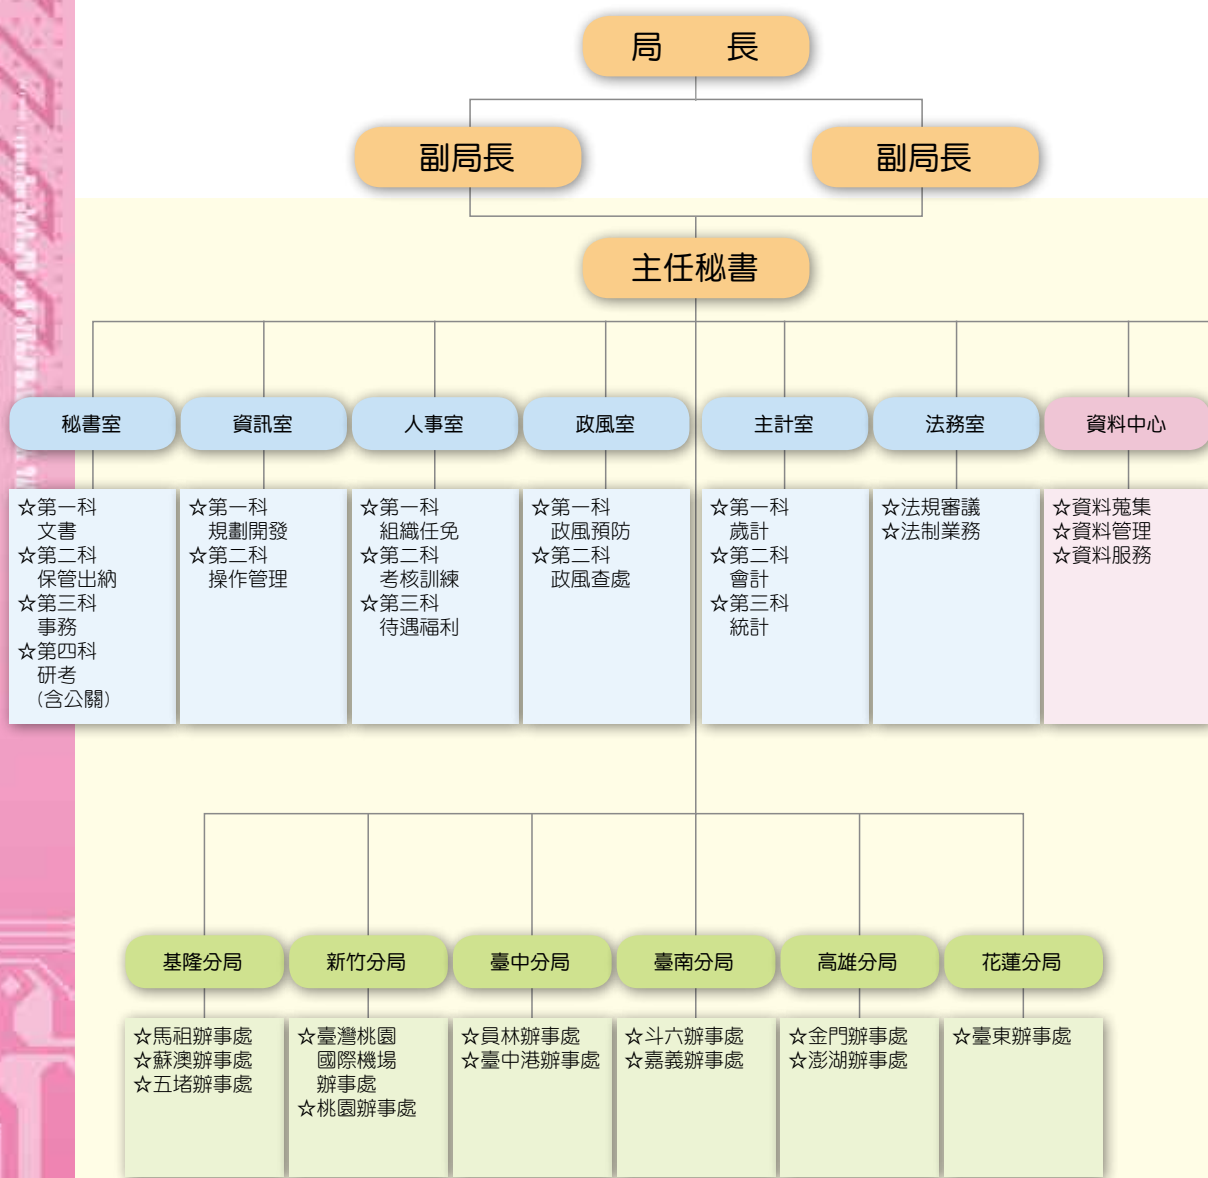 局 長
副局長
副局長
主任秘書
秘書室
☆第一科
文書
☆第二科
保管出納
☆第三科
事務
☆第四科
研考
(含公關)
資訊室
☆第一科
規劃開發
☆第二科
操作管理
人事室
☆第一科
組織任免
☆第二科
考核訓練
☆第三科
待遇福利
政風室
☆第一科
政風預防
☆第二科
政風查處
主計室
☆第一科
歲計
☆第二科
會計
☆第三科
統計
法務室
☆法規審議
☆法制業務
資料中心
☆資料蒐集
☆資料管理
☆資料服務
基隆分局
☆馬祖辦事處
☆蘇澳辦事處
☆五堵辦事處
新竹分局
☆臺灣桃園
國際機場
辦事處
☆桃園辦事處
臺中分局
☆員林辦事處
☆臺中港辦事處
臺南分局
☆斗六辦事處
☆嘉義辦事處
高雄分局
☆金門辦事處
☆澎湖辦事處
花蓮分局
☆臺東辦事處